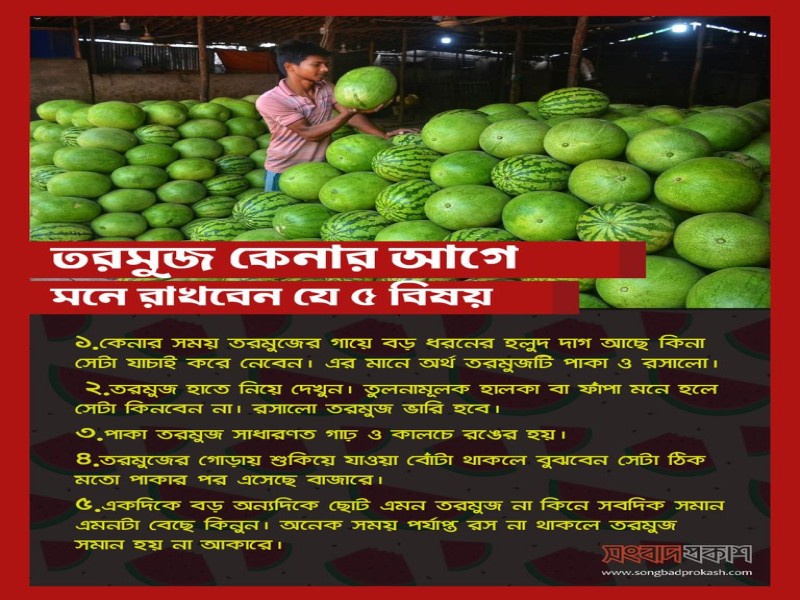 তরমুজ কেনার আগে
মনে রাখবেন যে ৫ বিষয়
১.কেনার সময় তরমুজের গায়ে বড় ধরনের হলুদ দাগ আছে কিনা
সেটা যাচাই করে নেবেন। এর মানে অর্থ তরমুজটি পাকা ও রসালো।
২.তরমুজ হাতে নিয়ে দেখুন। তুলনামূলক হালকা বা ফাঁপা মনে হলে
সেটা কিনবেন না। রসালো তরমুজ ভারি হবে।
৩.পাকা তরমুজ সাধারণত গাঢ় ও কালচে রঙের হয়।
৪.তরমুজের গোড়ায় শুকিয়ে যাওয়া বোঁটা থাকলে বুঝবেন সেটা ঠিক
মতো পাকার পর এসেছে বাজারে।
৫.একদিকে বড় অন্যদিকে ছোট এমন তরমুজ না কিনে সবদিক সমান
এমনটা বেছে কিনুন। অনেক সময় পর্যাপ্ত রস না থাকলে তরমুজ
সমান হয় না আকারে।
সংবাদপ্রকাশ
www.songbadprokash.com